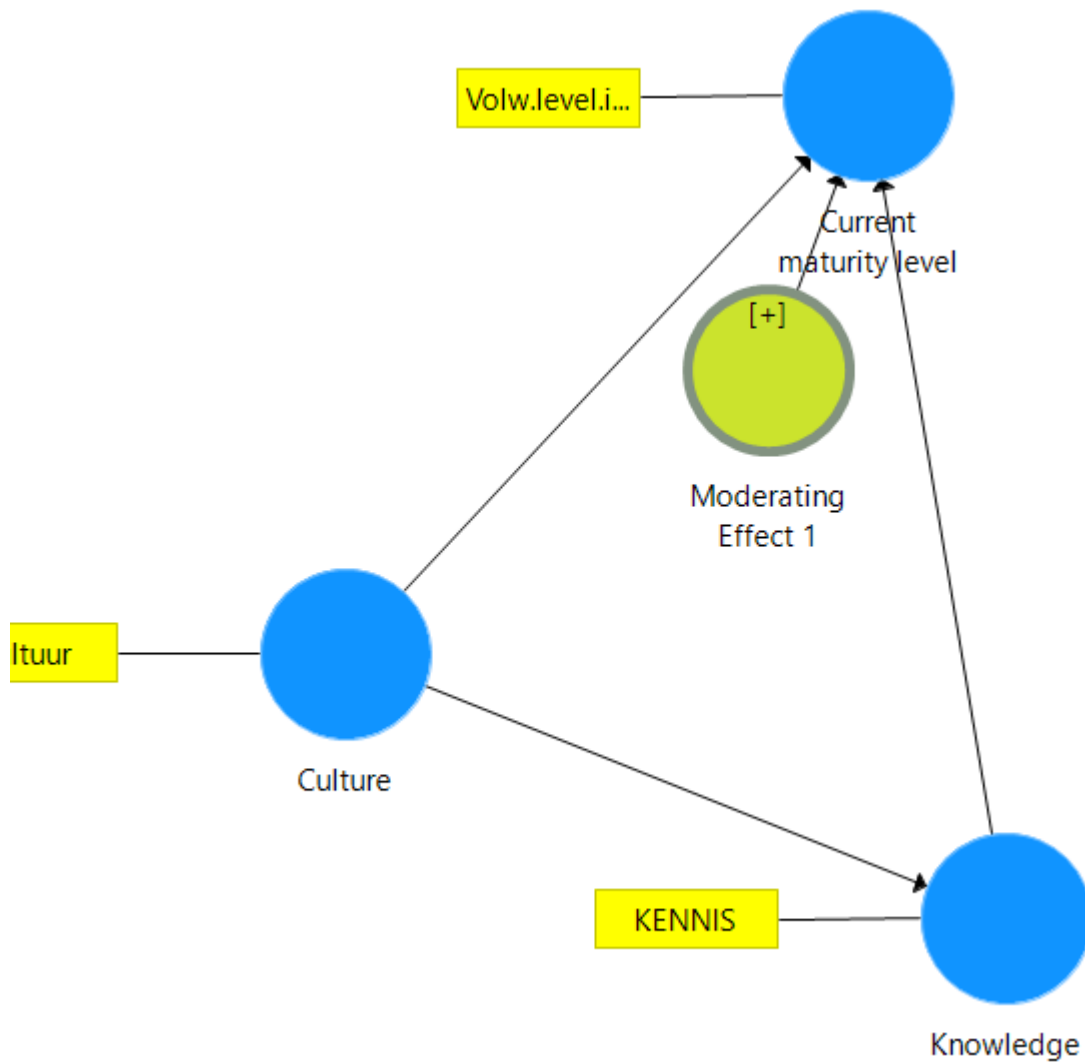 Volw.level.i...
Current
maturity level
[+]
Moderating
Effect 1
ltuur
Culture
KENNIS
Knowledge